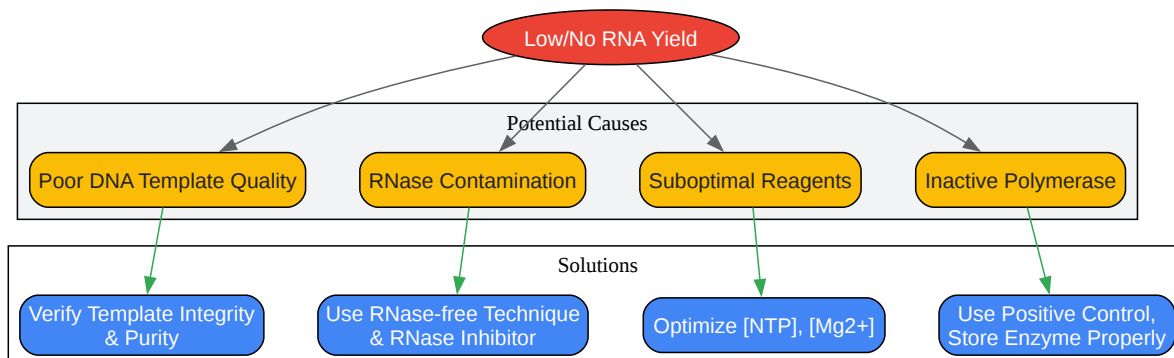 Low/No RNA Yield
Potential Causes
Poor DNA Template Quality
RNase Contamination
Suboptimal Reagents
Inactive Polymerase
Solutions
Verify Template Integrity
& Purity
Use RNase-free Technique
& RNase Inhibitor
Optimize [NTP], [Mg2+]
Use Positive Control,
Store Enzyme Properly